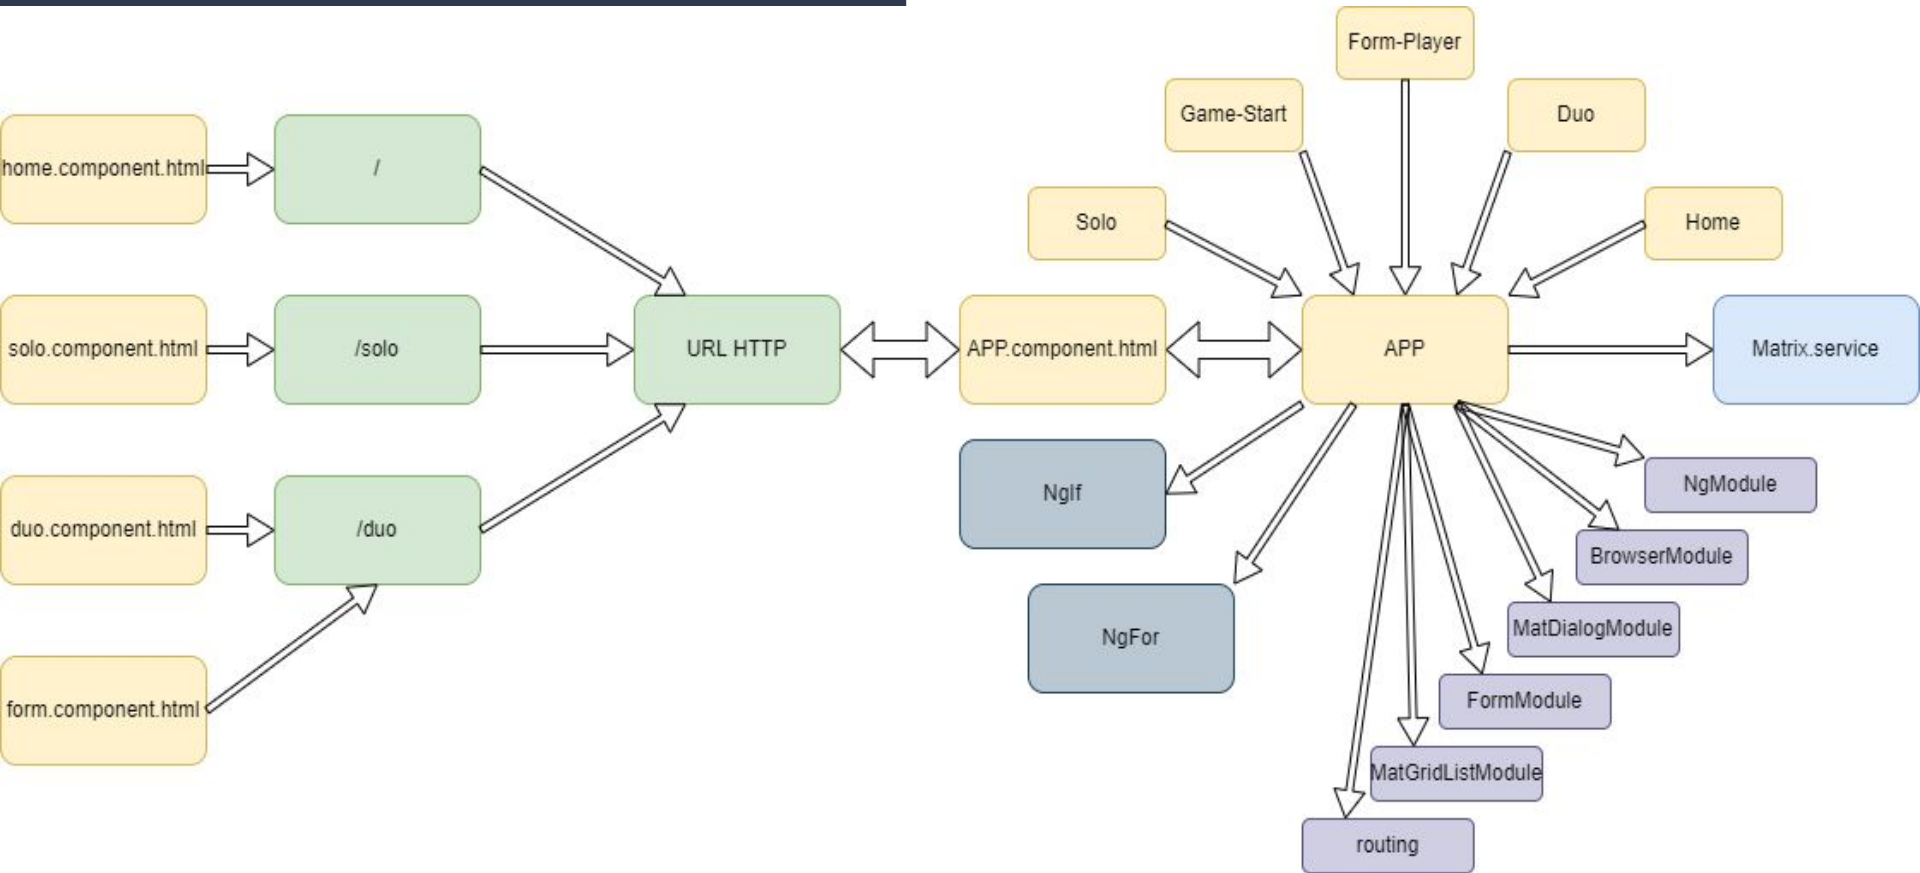 Form-Player
Game-Start
Duo
home.component.html
/
Solo
Home
solo.component.html
/solo
URL HTTP
APP.component.html
APP
Matrix.service
NgIf
NgModule
duo.component.html
/duo
BrowserModule
NgFor
MatDialogModule
form.component.html
FormModule
MatGridListModule
routing